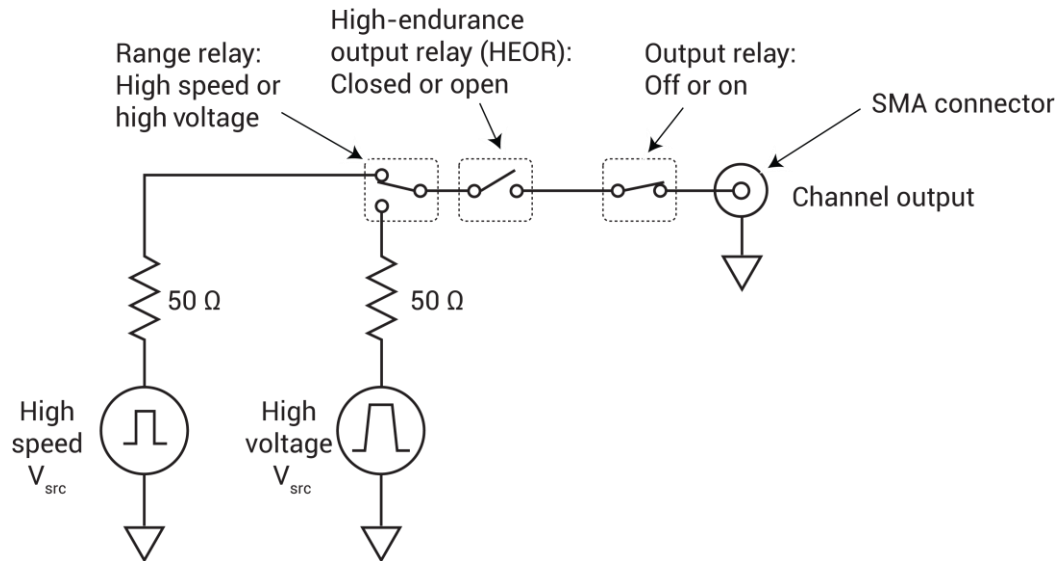 Range relay:
High speed or
high voltage
High-endurance
output relay (HEOR):
Closed or open
Output relay:
Off or on
SMA connector
Channel output
50 Ω
50 Ω
High
speed
Vsrc
High
voltage
Vsrc